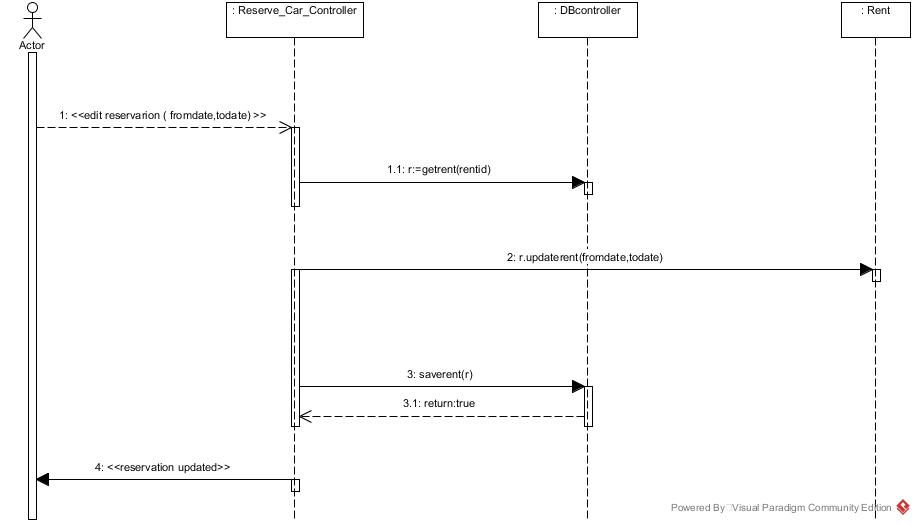 : Reserve_Car_Controller
: DBcontroller
: Rent
Actor
1: <<edit reservarion ( fromdate,todate) >>
1.1: r:=getrent(rentid)
2: r.updaterent(fromdate,todate)
3: saverent(r)
3.1: return:true
4: <<reservation updated>>
Powered By Visual Paradigm Community Edition